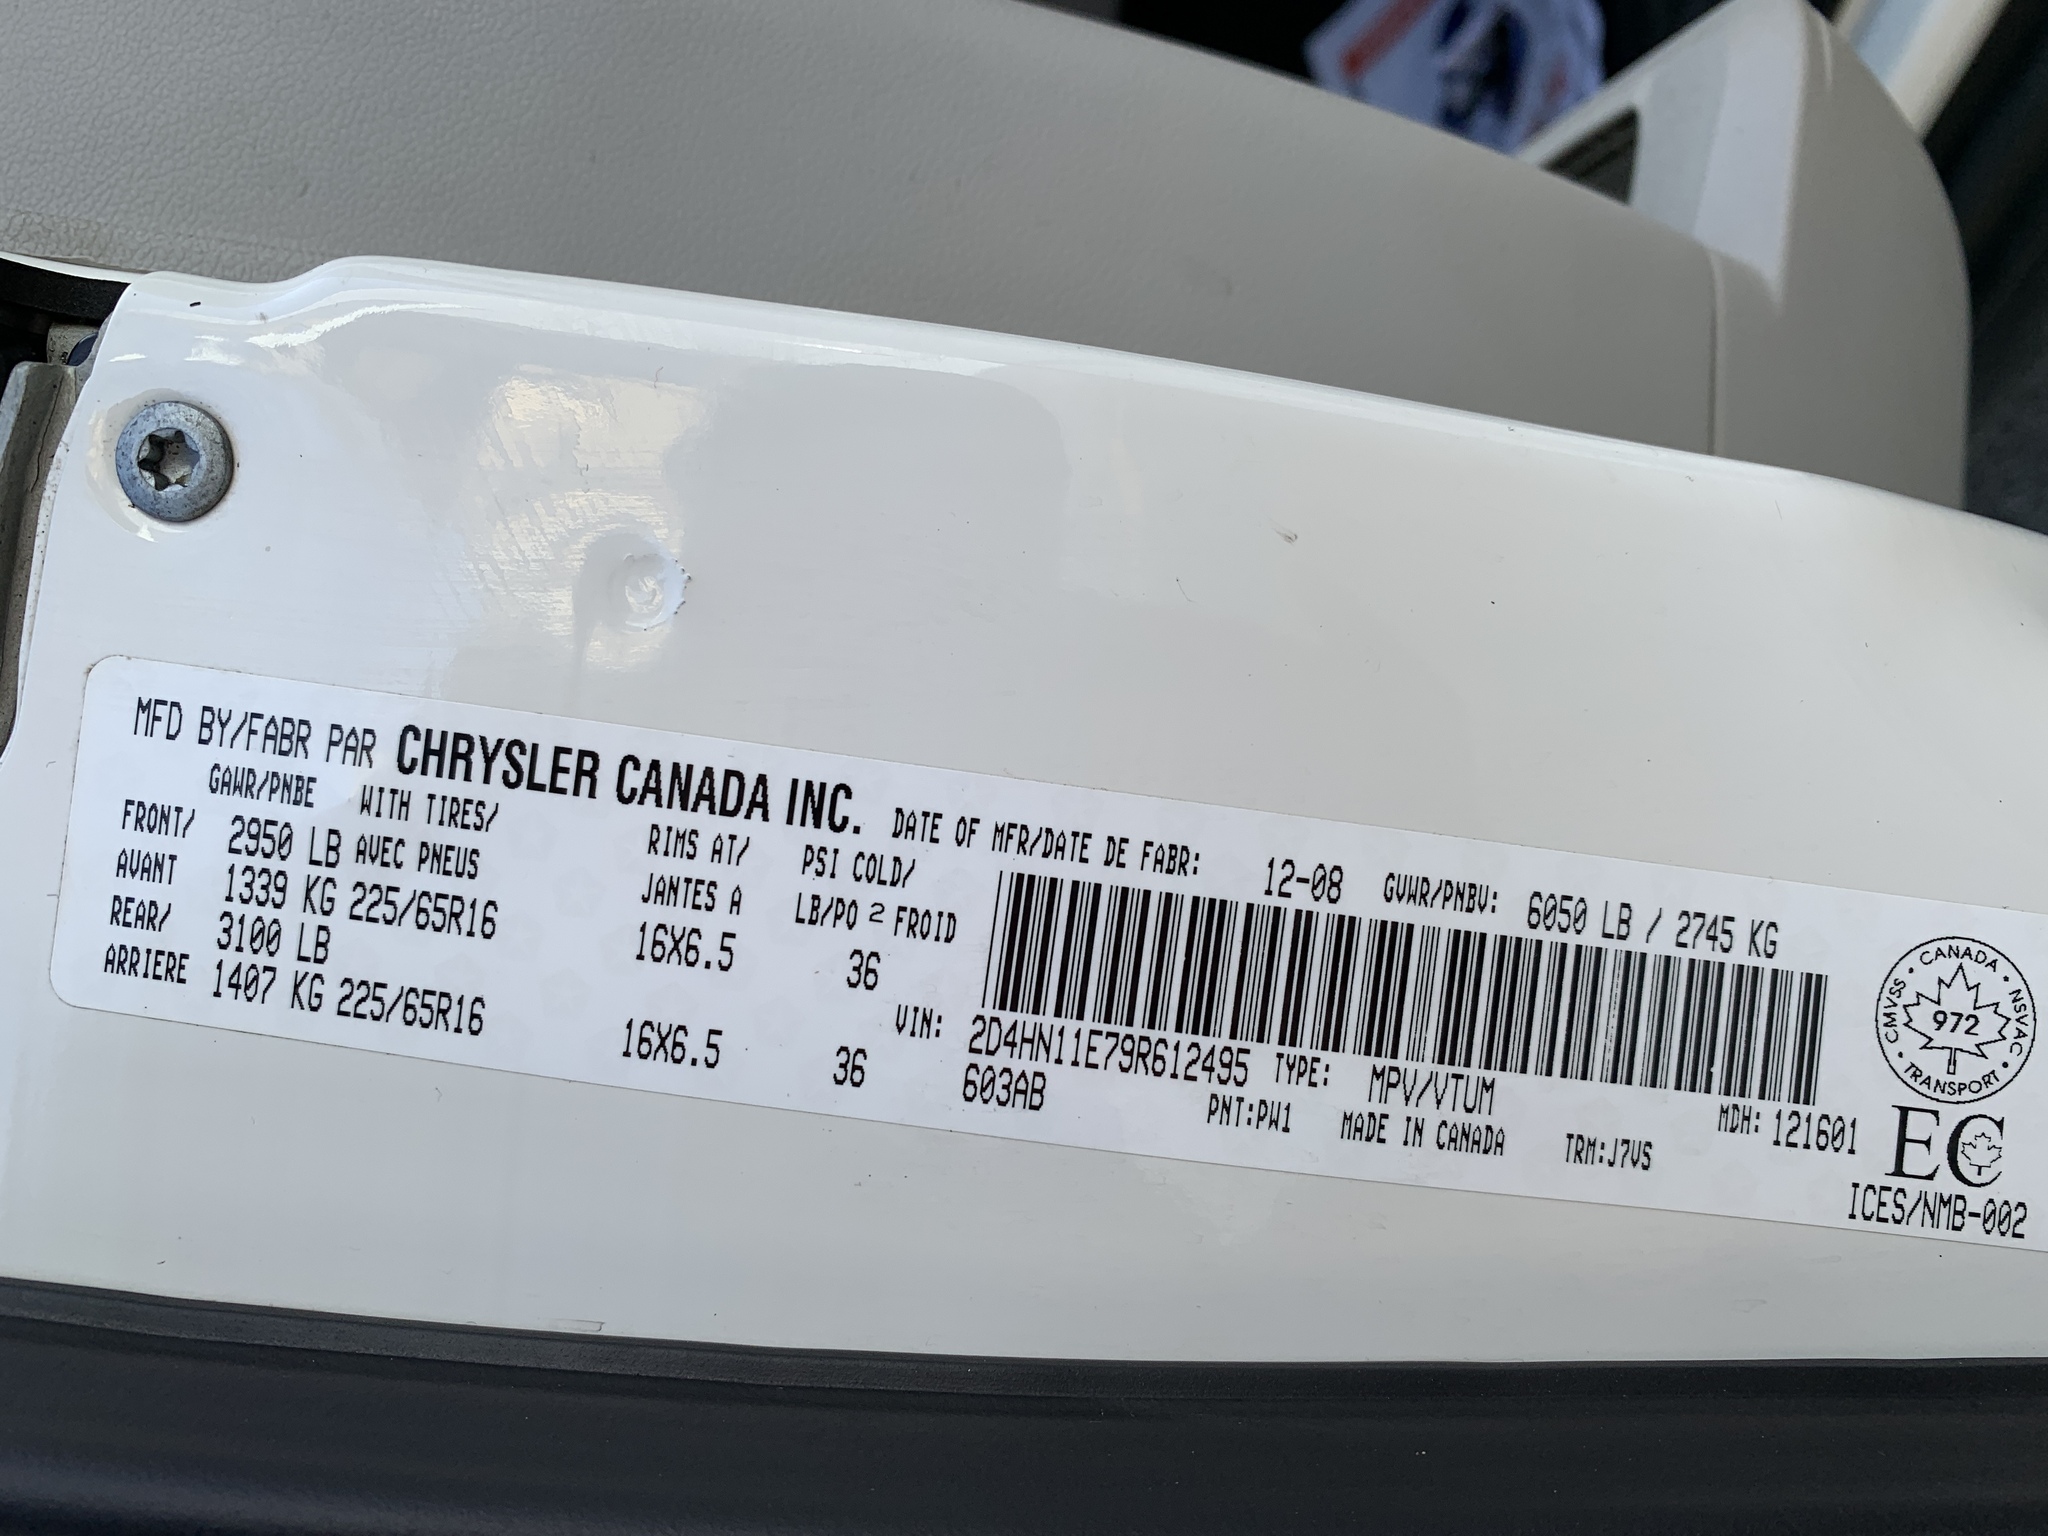 MFD BY/FABR PAR CHRYSLER CANADA INC. DATE OF MFR/DATE DE FABR: 12-08 GVWR/PNBV: 6050 LB / 2745 KG
GAWR/PNBE WITH TIRES/ RIMS AT/ PSI COLD/
FRONT/ 2950 LB AVEC PNEUS JANTES A LB/PO 2 FROID
AVANT 1339 KG 225/65R16 16X6.5 36
REAR/ 3100 LB
ARRIERE 1407 KG 225/65R16 16X6.5 36
VIN: 2D4HN11E79R612495 TYPE: MPV/VTUM MDH: 121601
603AB PNT:PW1 MADE IN CANADA TRM:J7VS
CANADA
CMVSS
NSVAC
972
TRANSPORT
EC
ICES/NMB-002